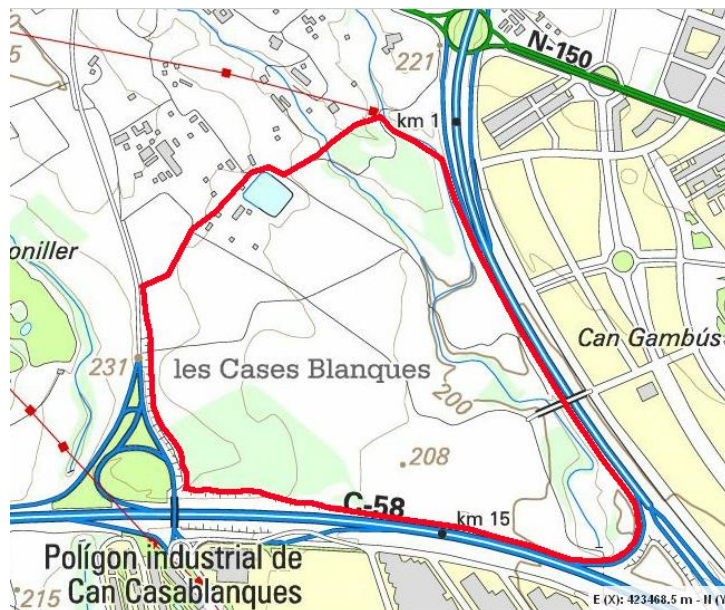 N-150
221
km 1
oniller
Can Gambús
231
les Cases Blanques
200
208
C-58
km 15
Polígon industrial de
Can Casablanques
215
E (X): 423468.5 m -